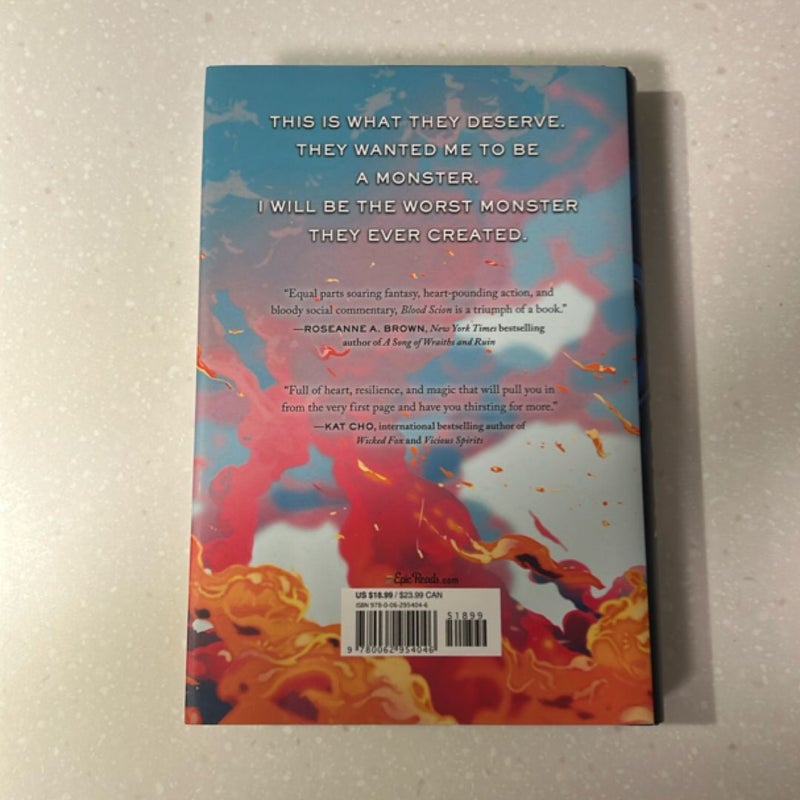 THIS IS WHAT THEY DESERVE.
THEY WANTED ME TO BE
A MONSTER.
I WILL BE THE WORST MONSTER
THEY EVER CREATED.
“Equal parts soaring fantasy, heart-pounding action, and
bloody social commentary, Blood Scion is a triumph of a book.”
—ROSEANNE A. BROWN, New York Times bestselling
author of A Song of Wraiths and Ruin
“Full of heart, resilience, and magic that will pull you in
from the very first page and have you thirsting for more.”
—KAT CHO, international bestselling author of
Wicked Fox and Vicious Spirits
EpicReads.com
US $18.99 / $23.99 CAN
ISBN 978-0-06-295404-6
51899
9 780062 954046